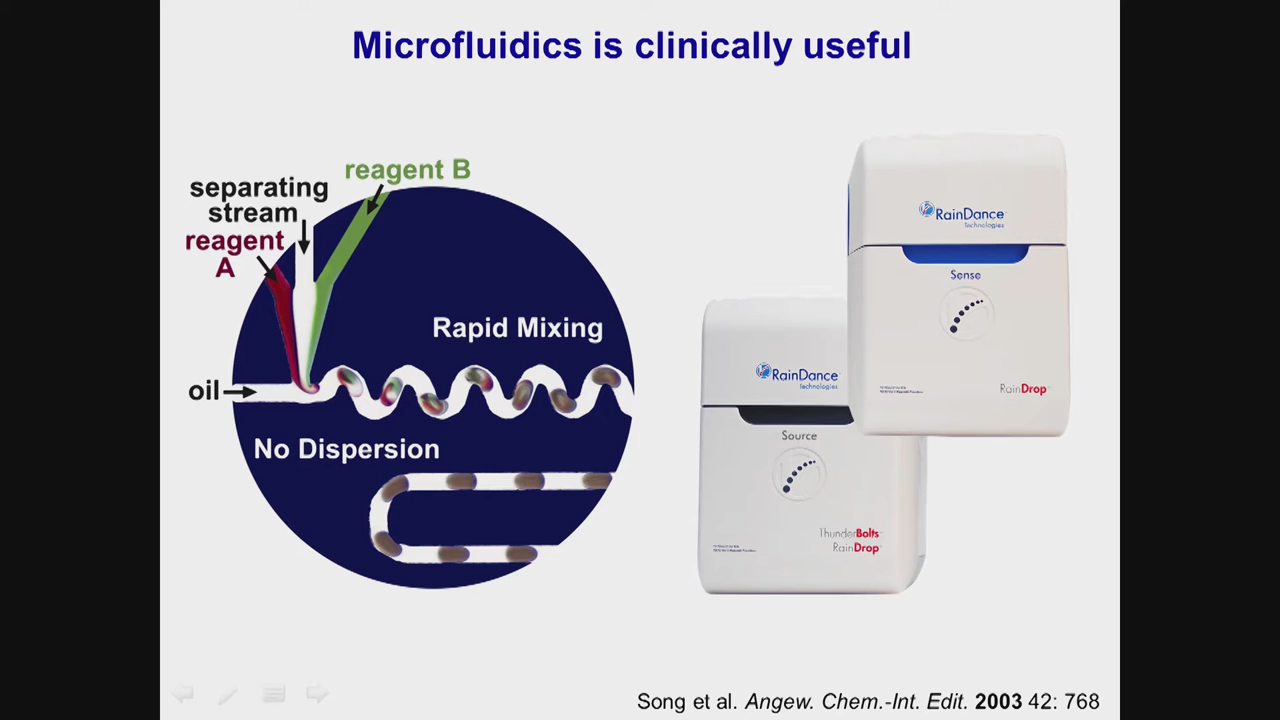 Microfluidics is clinically useful
reagent B
separating
stream
reagent
A
oil
Rapid Mixing
No Dispersion
RainDance
Technologies
Sense
RainDrop
RainDance
Technologies
Source
ThunderBolts
RainDrop
Song et al. Angew. Chem.-Int. Edit. 2003 42: 768